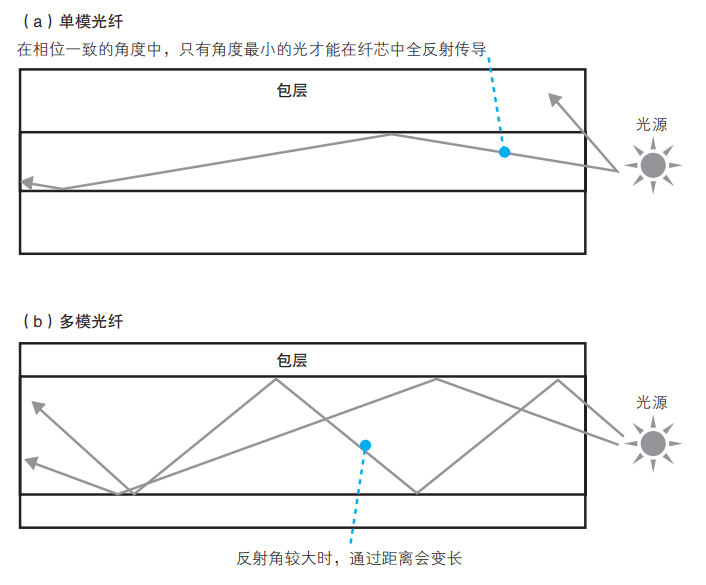 （a）单模光纤
在相位一致的角度中，只有角度最小的光才能在纤芯中全反射传导
包层
光源
（b）多模光纤
包层
光源
反射角较大时，通过距离会变长